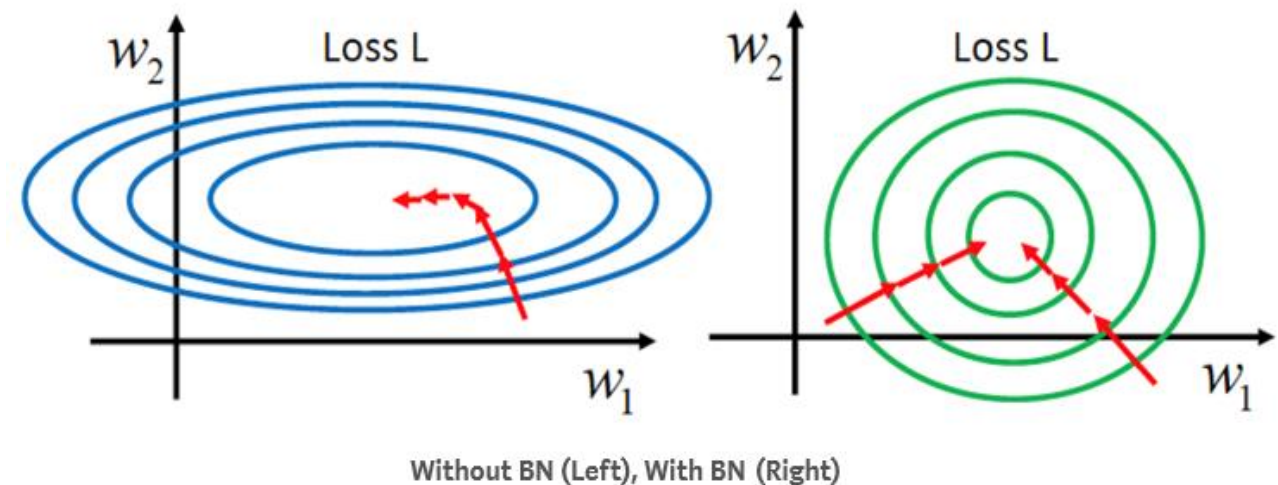 w₂
Loss L
w₁
w₂
Loss L
w₁
Without BN (Left), With BN (Right)